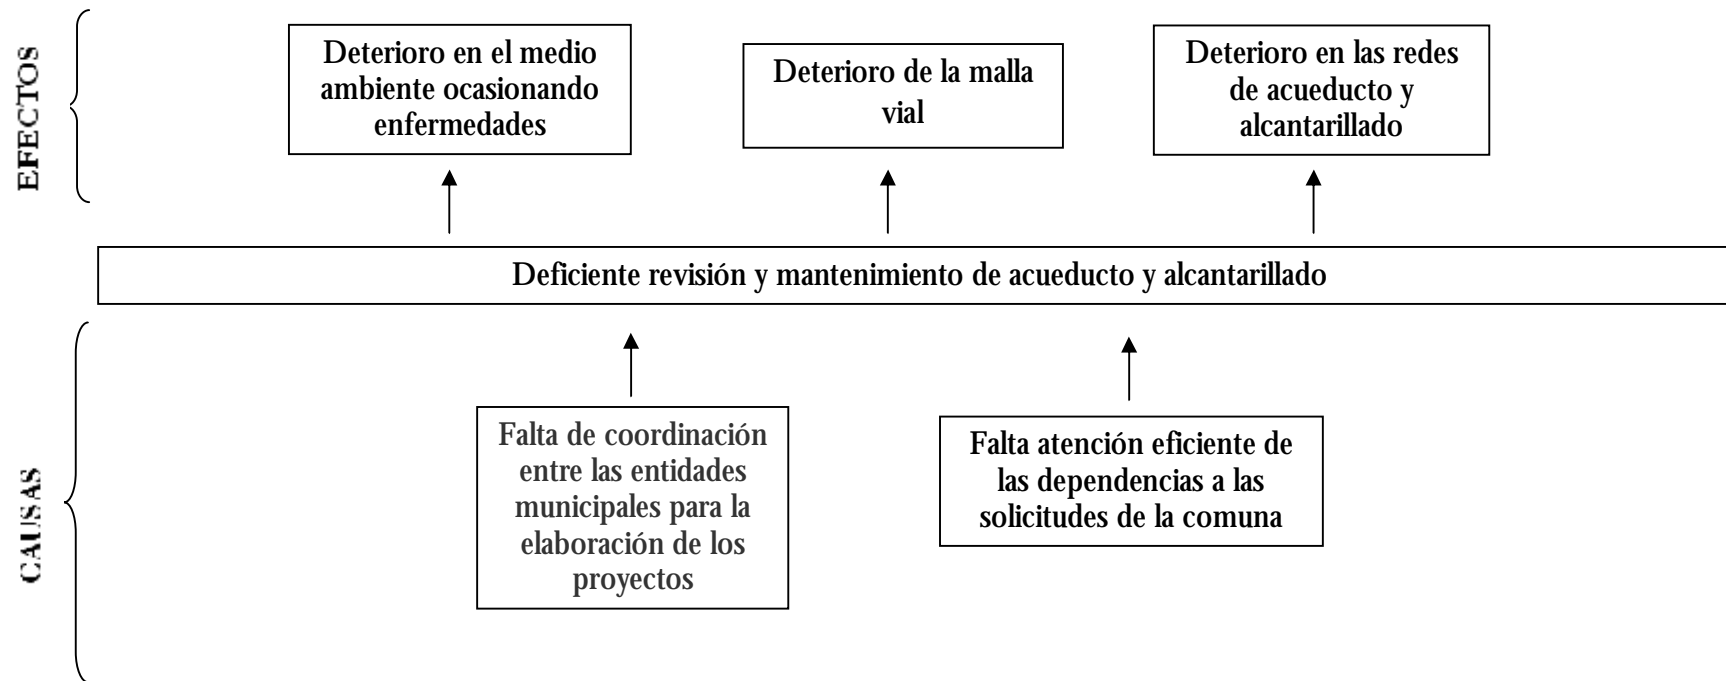 EFECTOS
Deterioro en el medio
ambiente ocasionando
enfermedades
Deterioro de la malla
vial
Deterioro en las redes
de acueducto y
alcantarillado
Deficiente revisión y mantenimiento de acueducto y alcantarillado
CAUSAS
Falta de coordinación
entre las entidades
municipales para la
elaboración de los
proyectos
Falta atención eficiente de
las dependencias a las
solicitudes de la comuna